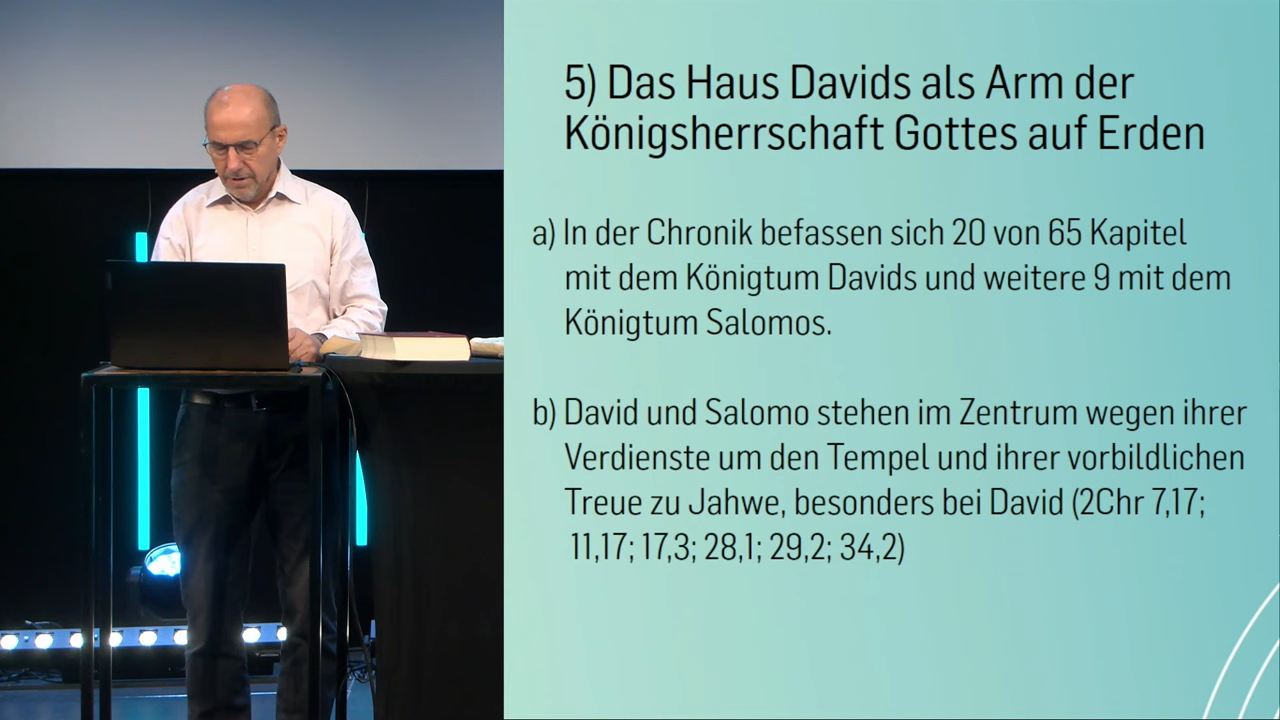 5) Das Haus Davids als Arm der
Königsherrschaft Gottes auf Erden
a) In der Chronik befassen sich 20 von 65 Kapitel
mit dem Königtum Davids und weitere 9 mit dem
Königtum Salomos.
b) David und Salomo stehen im Zentrum wegen ihrer
Verdienste um den Tempel und ihrer vorbildlichen
Treue zu Jahwe, besonders bei David (2Chr 7,17;
11,17; 17,3; 28,1; 29,2; 34,2)